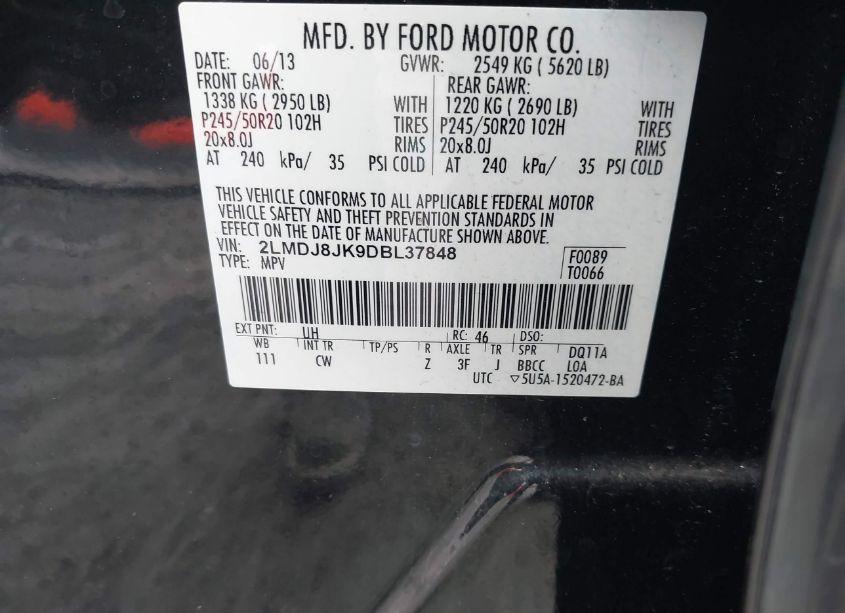 MFD. BY FORD MOTOR CO.
DATE: 06/13 GVWR: 2549 KG ( 5620 LB)
FRONT GAWR: REAR GAWR:
1338 KG ( 2950 LB) WITH 1220 KG ( 2690 LB) WITH
P245/50R20 102H TIRES P245/50R20 102H TIRES
20x8.0J RIMS 20x8.0J RIMS
AT 240 kPa/ 35 PSI COLD AT 240 kPa/ 35 PSI COLD
THIS VEHICLE CONFORMS TO ALL APPLICABLE FEDERAL MOTOR
VEHICLE SAFETY AND THEFT PREVENTION STANDARDS IN
EFFECT ON THE DATE OF MANUFACTURE SHOWN ABOVE.
VIN: 2LMDJ8JK9DBL37848 F0089
TYPE: MPV T0066
EXT PNT: UH RC: 46 DSO:
WB INT TR TP/PS R AXLE TR SPR DQ11A
111 CW Z 3F J BBCC LOA
UTC ▽5U5A-1520472-BA